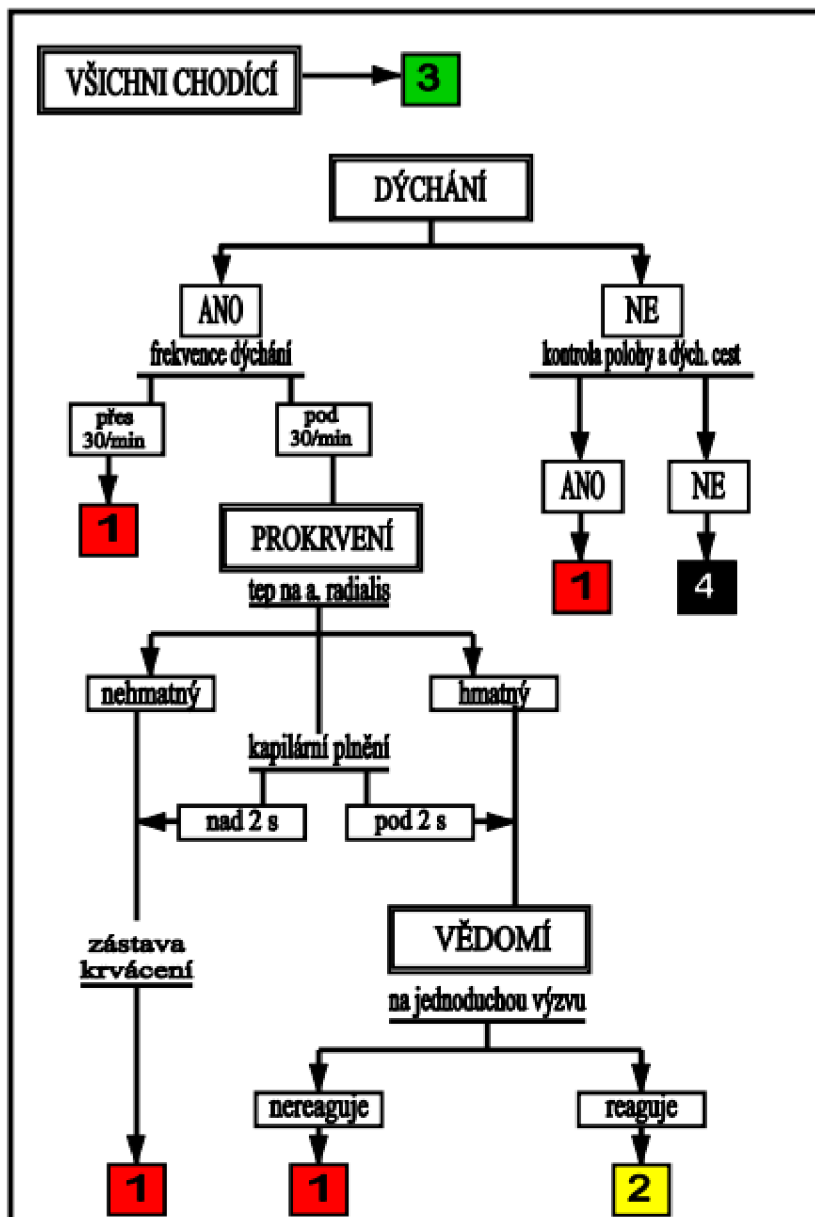 VŠICHNI CHODÍCÍ
3
DÝCHÁNÍ
ANO
NE
frekvence dýchání
kontrola polohy a dých. cest
přes
30/min
pod
30/min
ANO
NE
1
PROKRVENÍ
1
4
tep na a. radialis
nehmatný
hmatný
kapilární plnění
nad 2 s
pod 2 s
VĚDOMÍ
zástava
krvácení
na jednoduchou výzvu
nereaguje
reaguje
1
1
2